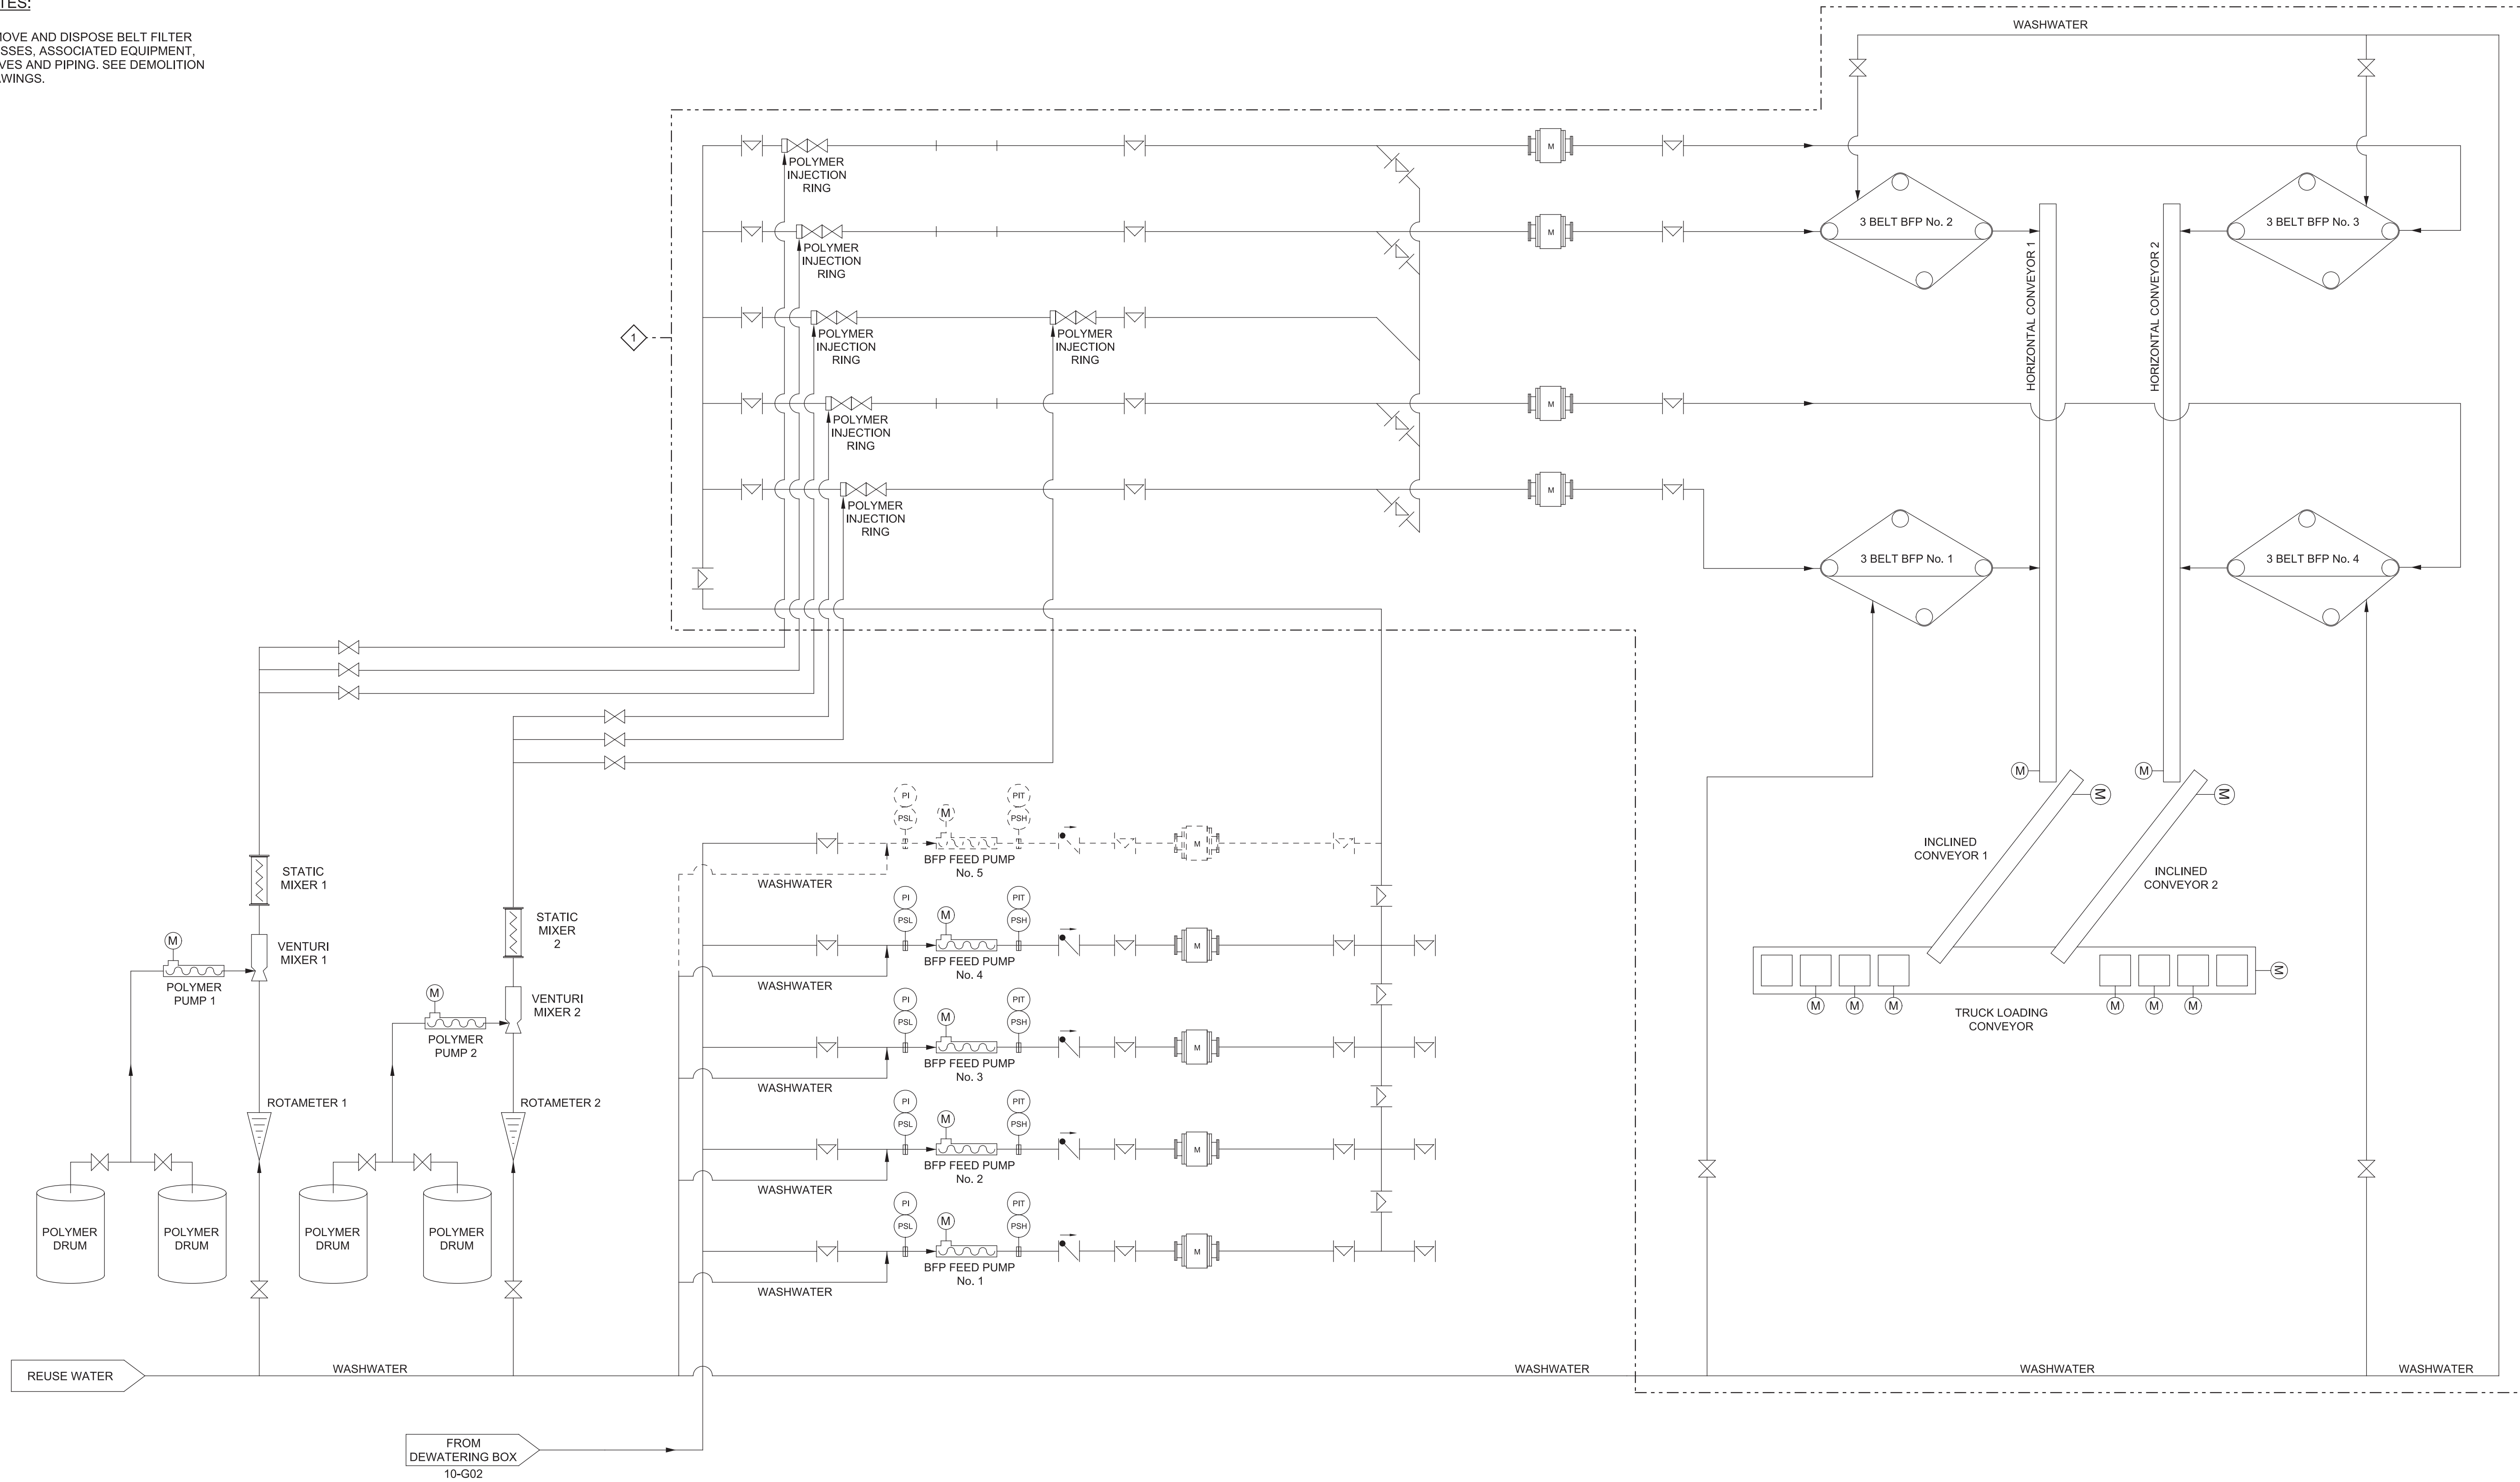 TES:
MOVE AND DISPOSE BELT FILTER
SSES, ASSOCIATED EQUIPMENT,
VES AND PIPING. SEE DEMOLITION
AWINGS.
WASHWATER
POLYMER
INJECTION
RING
POLYMER
INJECTION
RING
POLYMER
INJECTION
RING
POLYMER
INJECTION
RING
POLYMER
INJECTION
RING
POLYMER
INJECTION
RING
1
M
M
M
M
3 BELT BFP No. 2
3 BELT BFP No. 3
HORIZONTAL CONVEYOR 1
HORIZONTAL CONVEYOR 2
3 BELT BFP No. 1
3 BELT BFP No. 4
M
M
M
M
INCLINED
CONVEYOR 1
INCLINED
CONVEYOR 2
M
M
M
M
M
M
M
TRUCK LOADING
CONVEYOR
STATIC
MIXER 1
VENTURI
MIXER 1
M
POLYMER
PUMP 1
STATIC
MIXER
2
VENTURI
MIXER 2
M
POLYMER
PUMP 2
ROTAMETER 1
ROTAMETER 2
POLYMER
DRUM
POLYMER
DRUM
POLYMER
DRUM
POLYMER
DRUM
PI
PSL
M
PIT
PSH
M
BFP FEED PUMP
No. 5
WASHWATER
PI
PSL
M
PIT
PSH
M
BFP FEED PUMP
No. 4
WASHWATER
PI
PSL
M
PIT
PSH
M
BFP FEED PUMP
No. 3
WASHWATER
PI
PSL
M
PIT
PSH
M
BFP FEED PUMP
No. 2
WASHWATER
PI
PSL
M
PIT
PSH
M
BFP FEED PUMP
No. 1
WASHWATER
REUSE WATER
WASHWATER
WASHWATER
WASHWATER
WASHWATER
FROM
DEWATERING BOX
10-G02